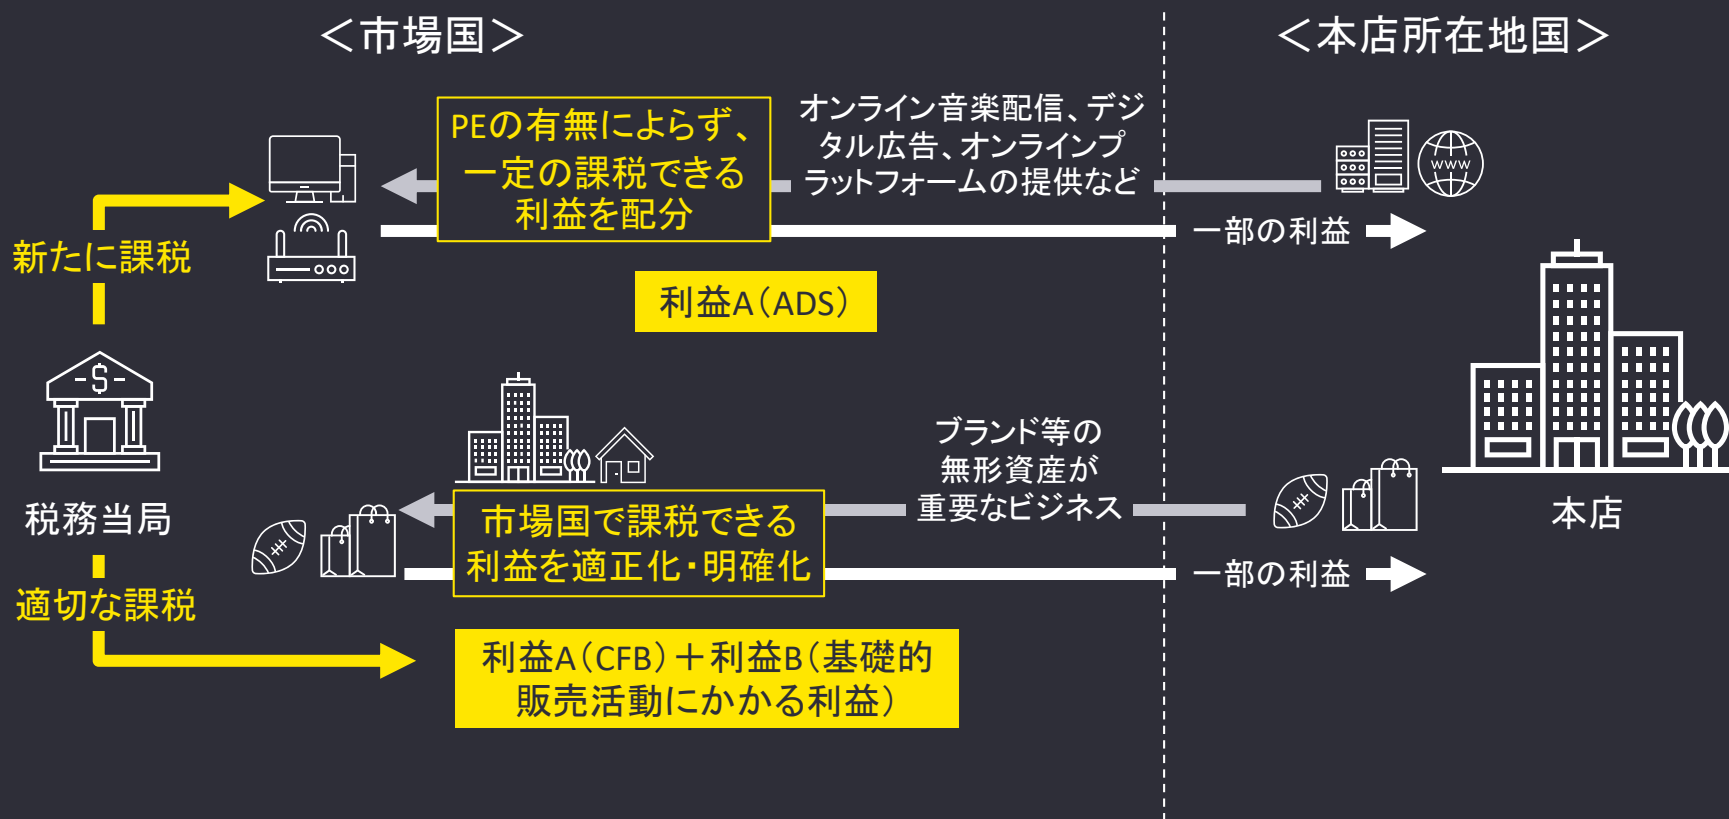 ＜市場国＞
＜本店所在地国＞
PEの有無によらず、
一定の課税できる
利益を配分
オンライン音楽配信、デジ
タル広告、オンラインプ
ラットフォームの提供など
WWW
一部の利益
新たに課税
利益A（ADS）
$
税務当局
ブランド等の
無形資産が
重要なビジネス
市場国で課税できる
利益を適正化・明確化
本店
一部の利益
適切な課税
利益A（CFB）＋利益B（基礎的
販売活動にかかる利益）